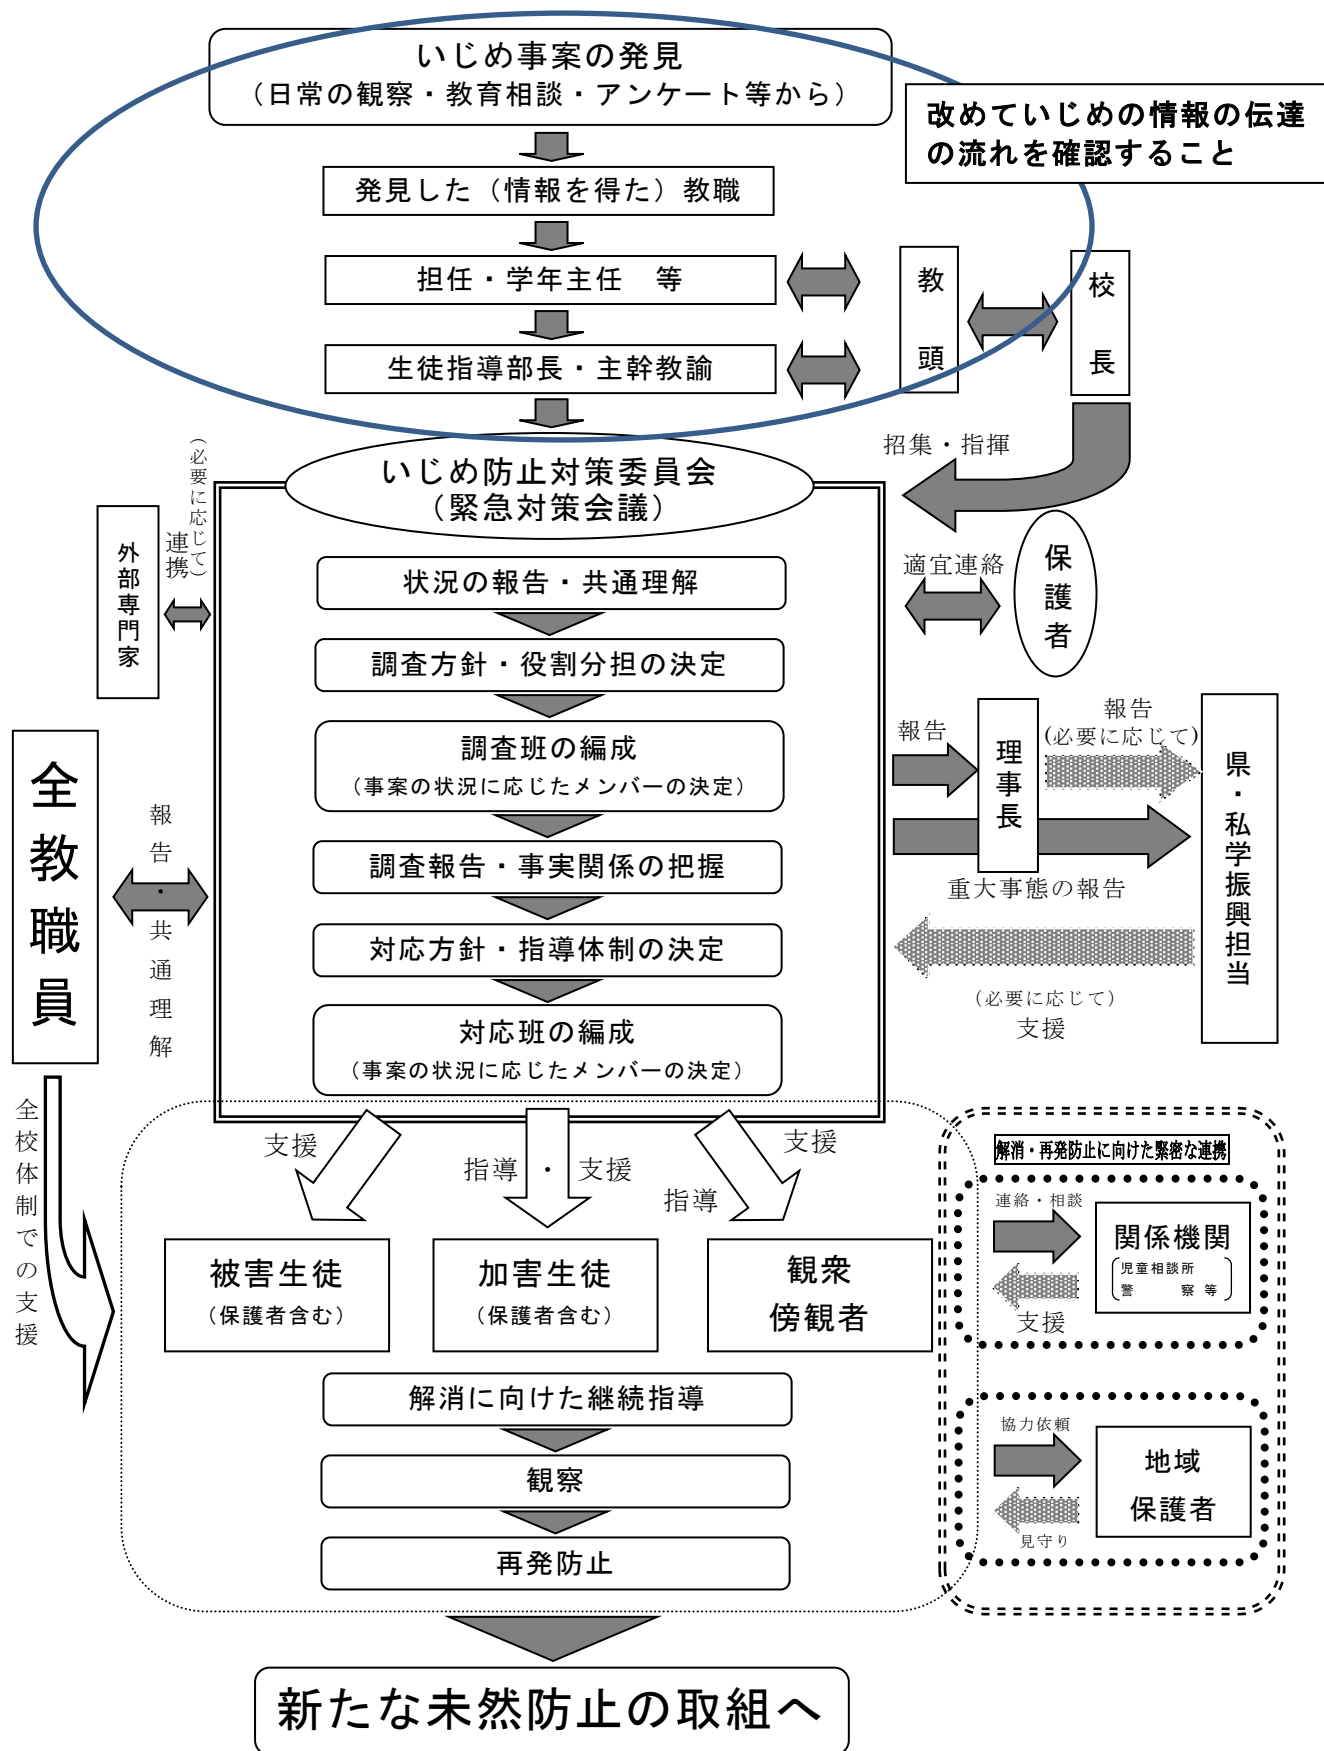 いじめ事案の発見
（日常の観察・教育相談・アンケート等から）
改めていじめの情報の伝達
の流れを確認すること
発見した（情報を得た）教職
担任・学年主任　等
教頭
校長
生徒指導部長・主幹教諭
招集・指揮
いじめ防止対策委員会
（緊急対策会議）
（必要に応じて）
連携
外部専門家
適宜連絡
保護者
状況の報告・共通理解
調査方針・役割分担の決定
調査班の編成
（事案の状況に応じたメンバーの決定）
調査報告・事実関係の把握
対応方針・指導体制の決定
対応班の編成
（事案の状況に応じたメンバーの決定）
報告
理事長
報告
(必要に応じて)
県・私学振興担当
重大事態の報告
（必要に応じて）
支援
全教職員
報告・共通理解
全校体制での支援
支援
指導・支援
支援
指導
被害生徒
（保護者含む）
加害生徒
（保護者含む）
観衆
傍観者
解消に向けた継続指導
観察
再発防止
解消・再発防止に向けた緊密な連携
連絡・相談
関係機関
児童相談所
警　察　等
支援
協力依頼
地域
保護者
見守り
新たな未然防止の取組へ